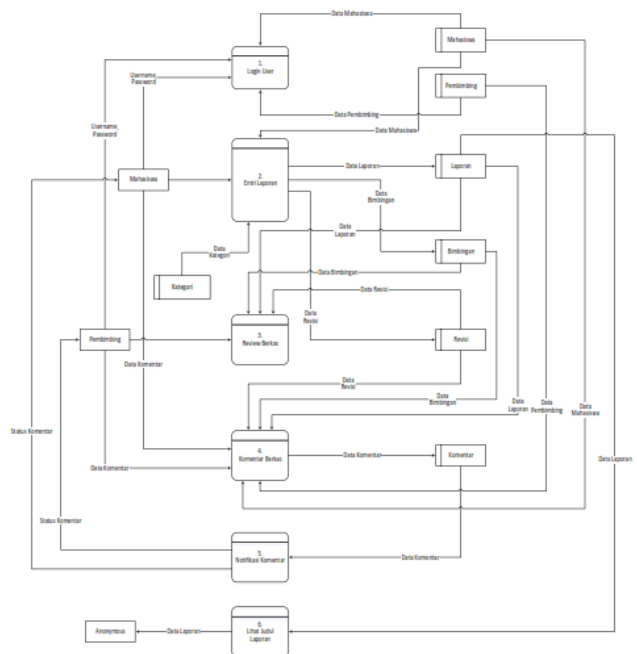 Data Mahasiswa
Mahasiswa
1.
Login User
Username,
Password
Pembimbing
Data Pembimbing
Username,
Password
Data Mahasiswa
2.
Entri Laporan
Data Laporan
Laporan
Mahasiswa
Data
Bimbingan
Data
Laporan
Data
Kategori
Bimbingan
Data Bimbingan
Kategori
Data Revisi
Data
Revisi
3.
Review Berkas
Pembimbing
Revisi
Data Komentar
Data
Revisi
Data
Bimbingan
Data
Laporan
Data
Pembimbing
Data
Mahasiswa
Status Komentar
4.
Komentar Berkas
Data Komentar
Komentar
Data Laporan
Data Komentar
Status Komentar
5.
Notifikasi Komentar
Data Komentar
6.
Lihat Judul
Laporan
Anonymous
Data Laporan